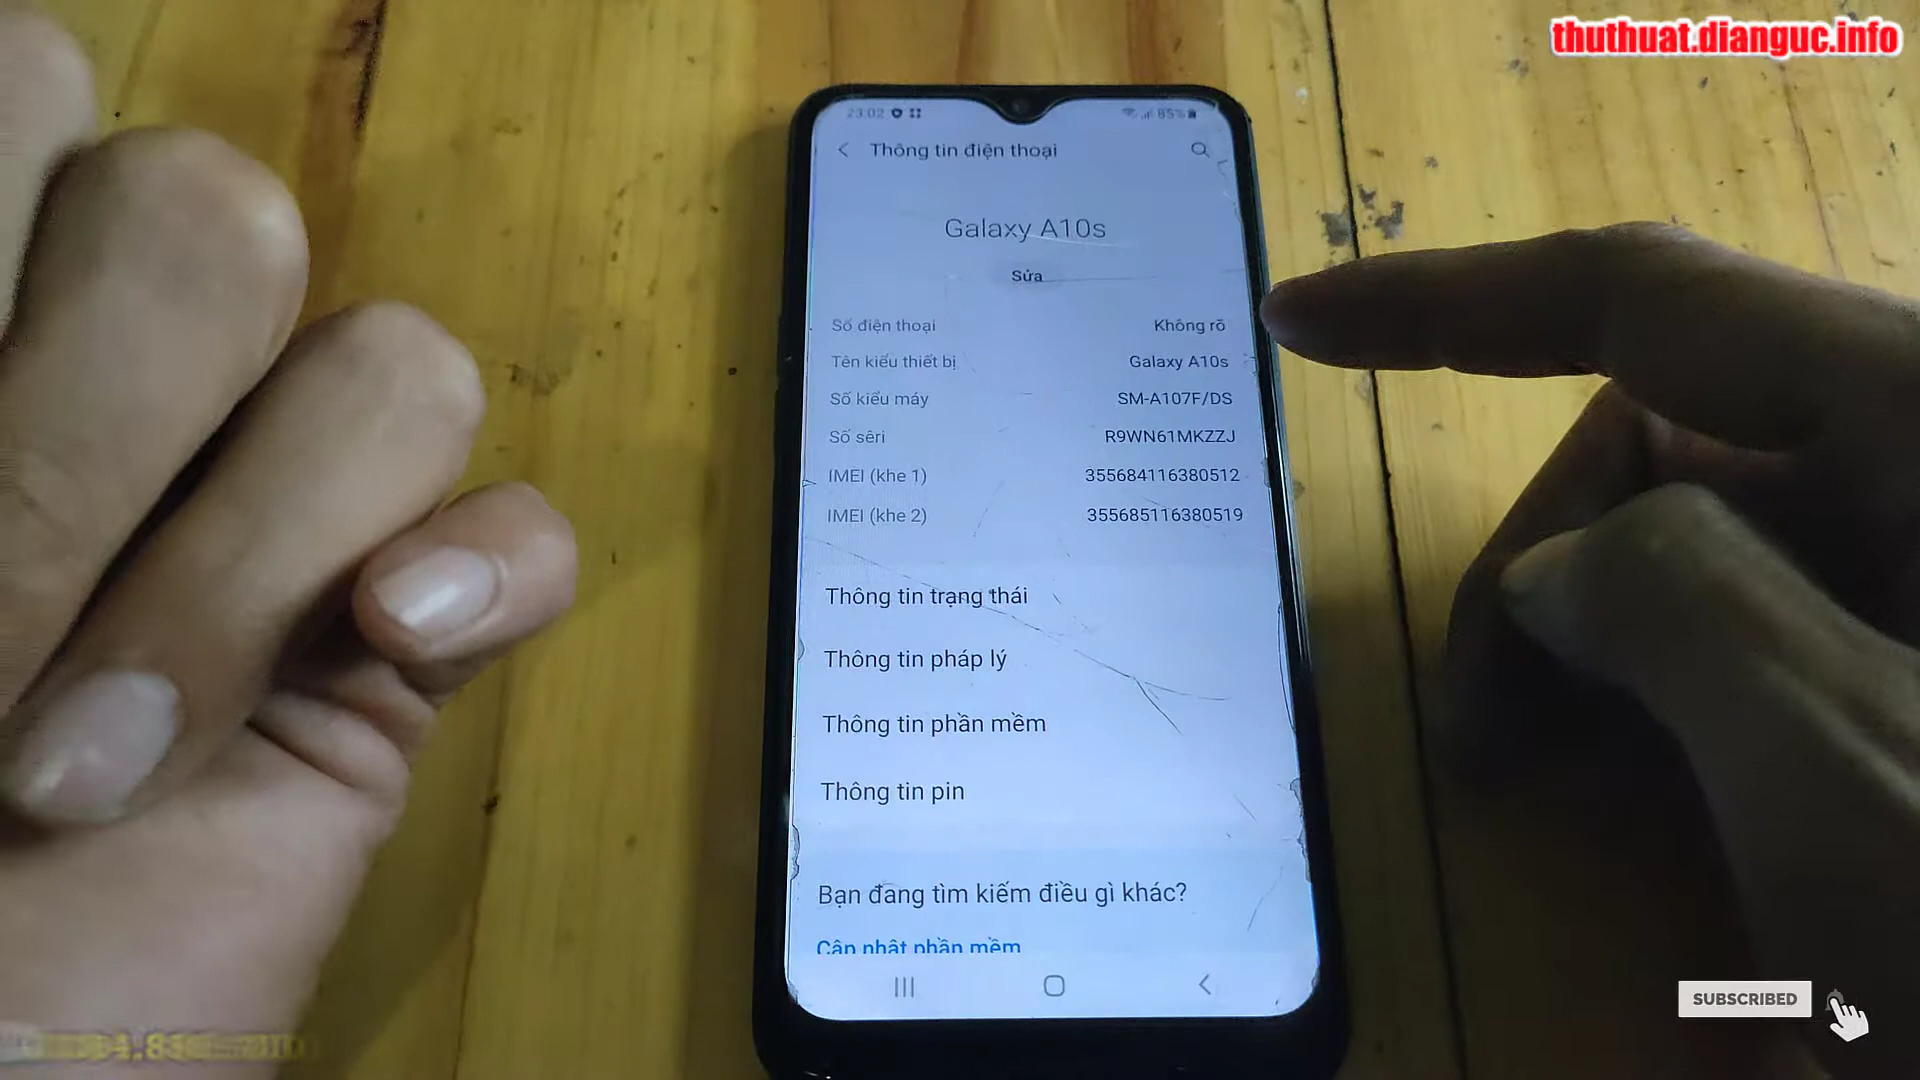 thuthuat.dianguc.info
23:02 85%
Thông tin điện thoại
Galaxy A10s
Sửa
Số điện thoại Không rõ
Tên kiểu thiết bị Galaxy A10s
Số kiểu máy SM-A107F/DS
Số sêri R9WN61MKZZJ
IMEI (khe 1) 355684116380512
IMEI (khe 2) 355685116380519
Thông tin trạng thái
Thông tin pháp lý
Thông tin phần mềm
Thông tin pin
Bạn đang tìm kiếm điều gì khác?
Cập nhật phần mềm
SUBSCRIBED